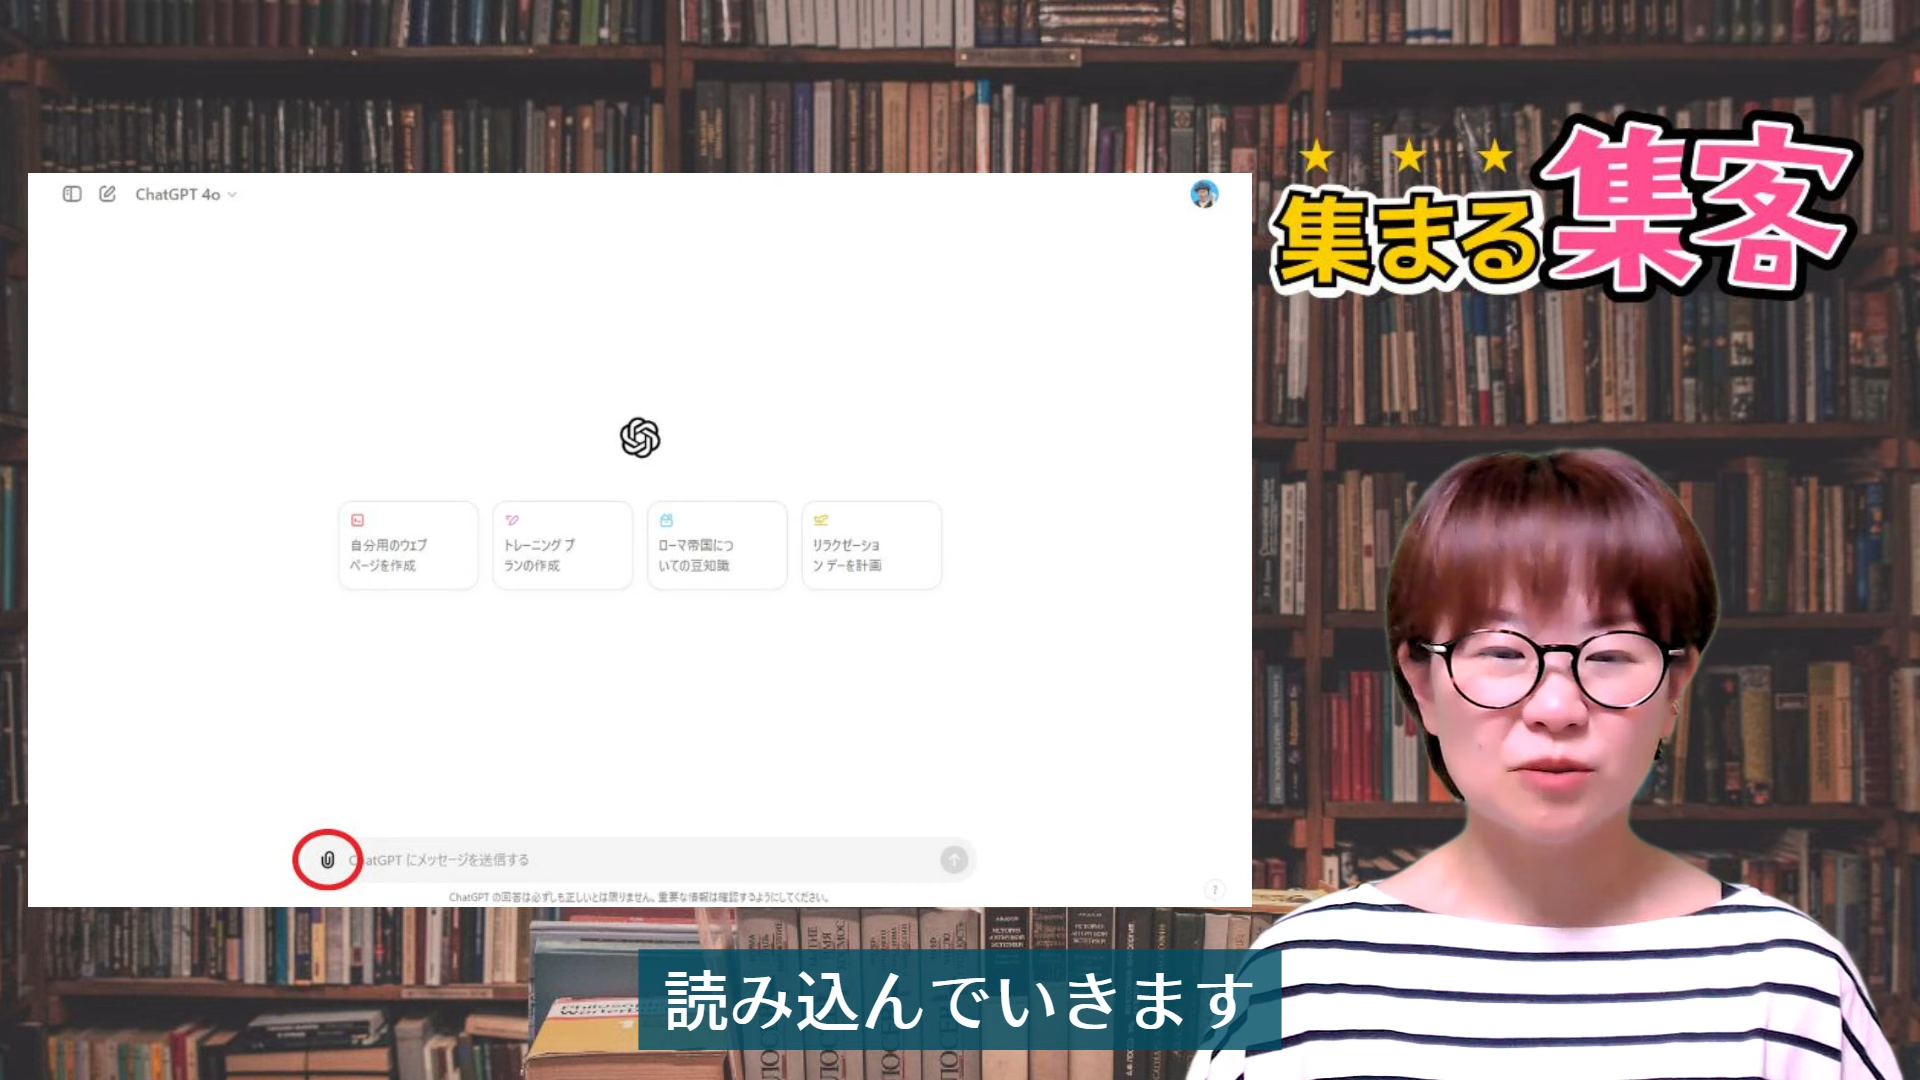 ChatGPT 4o
集まる集客
自分用のウェブ
ページを作成
トレーニング プ
ランの作成
ローマ帝国につ
いての豆知識
リラクゼーショ
ン デーを計画
ChatGPT にメッセージを送信する
ChatGPT の回答は必ずしも正しいとは限りません。重要な情報は確認するようにしてください。
?
読み込んでいきます